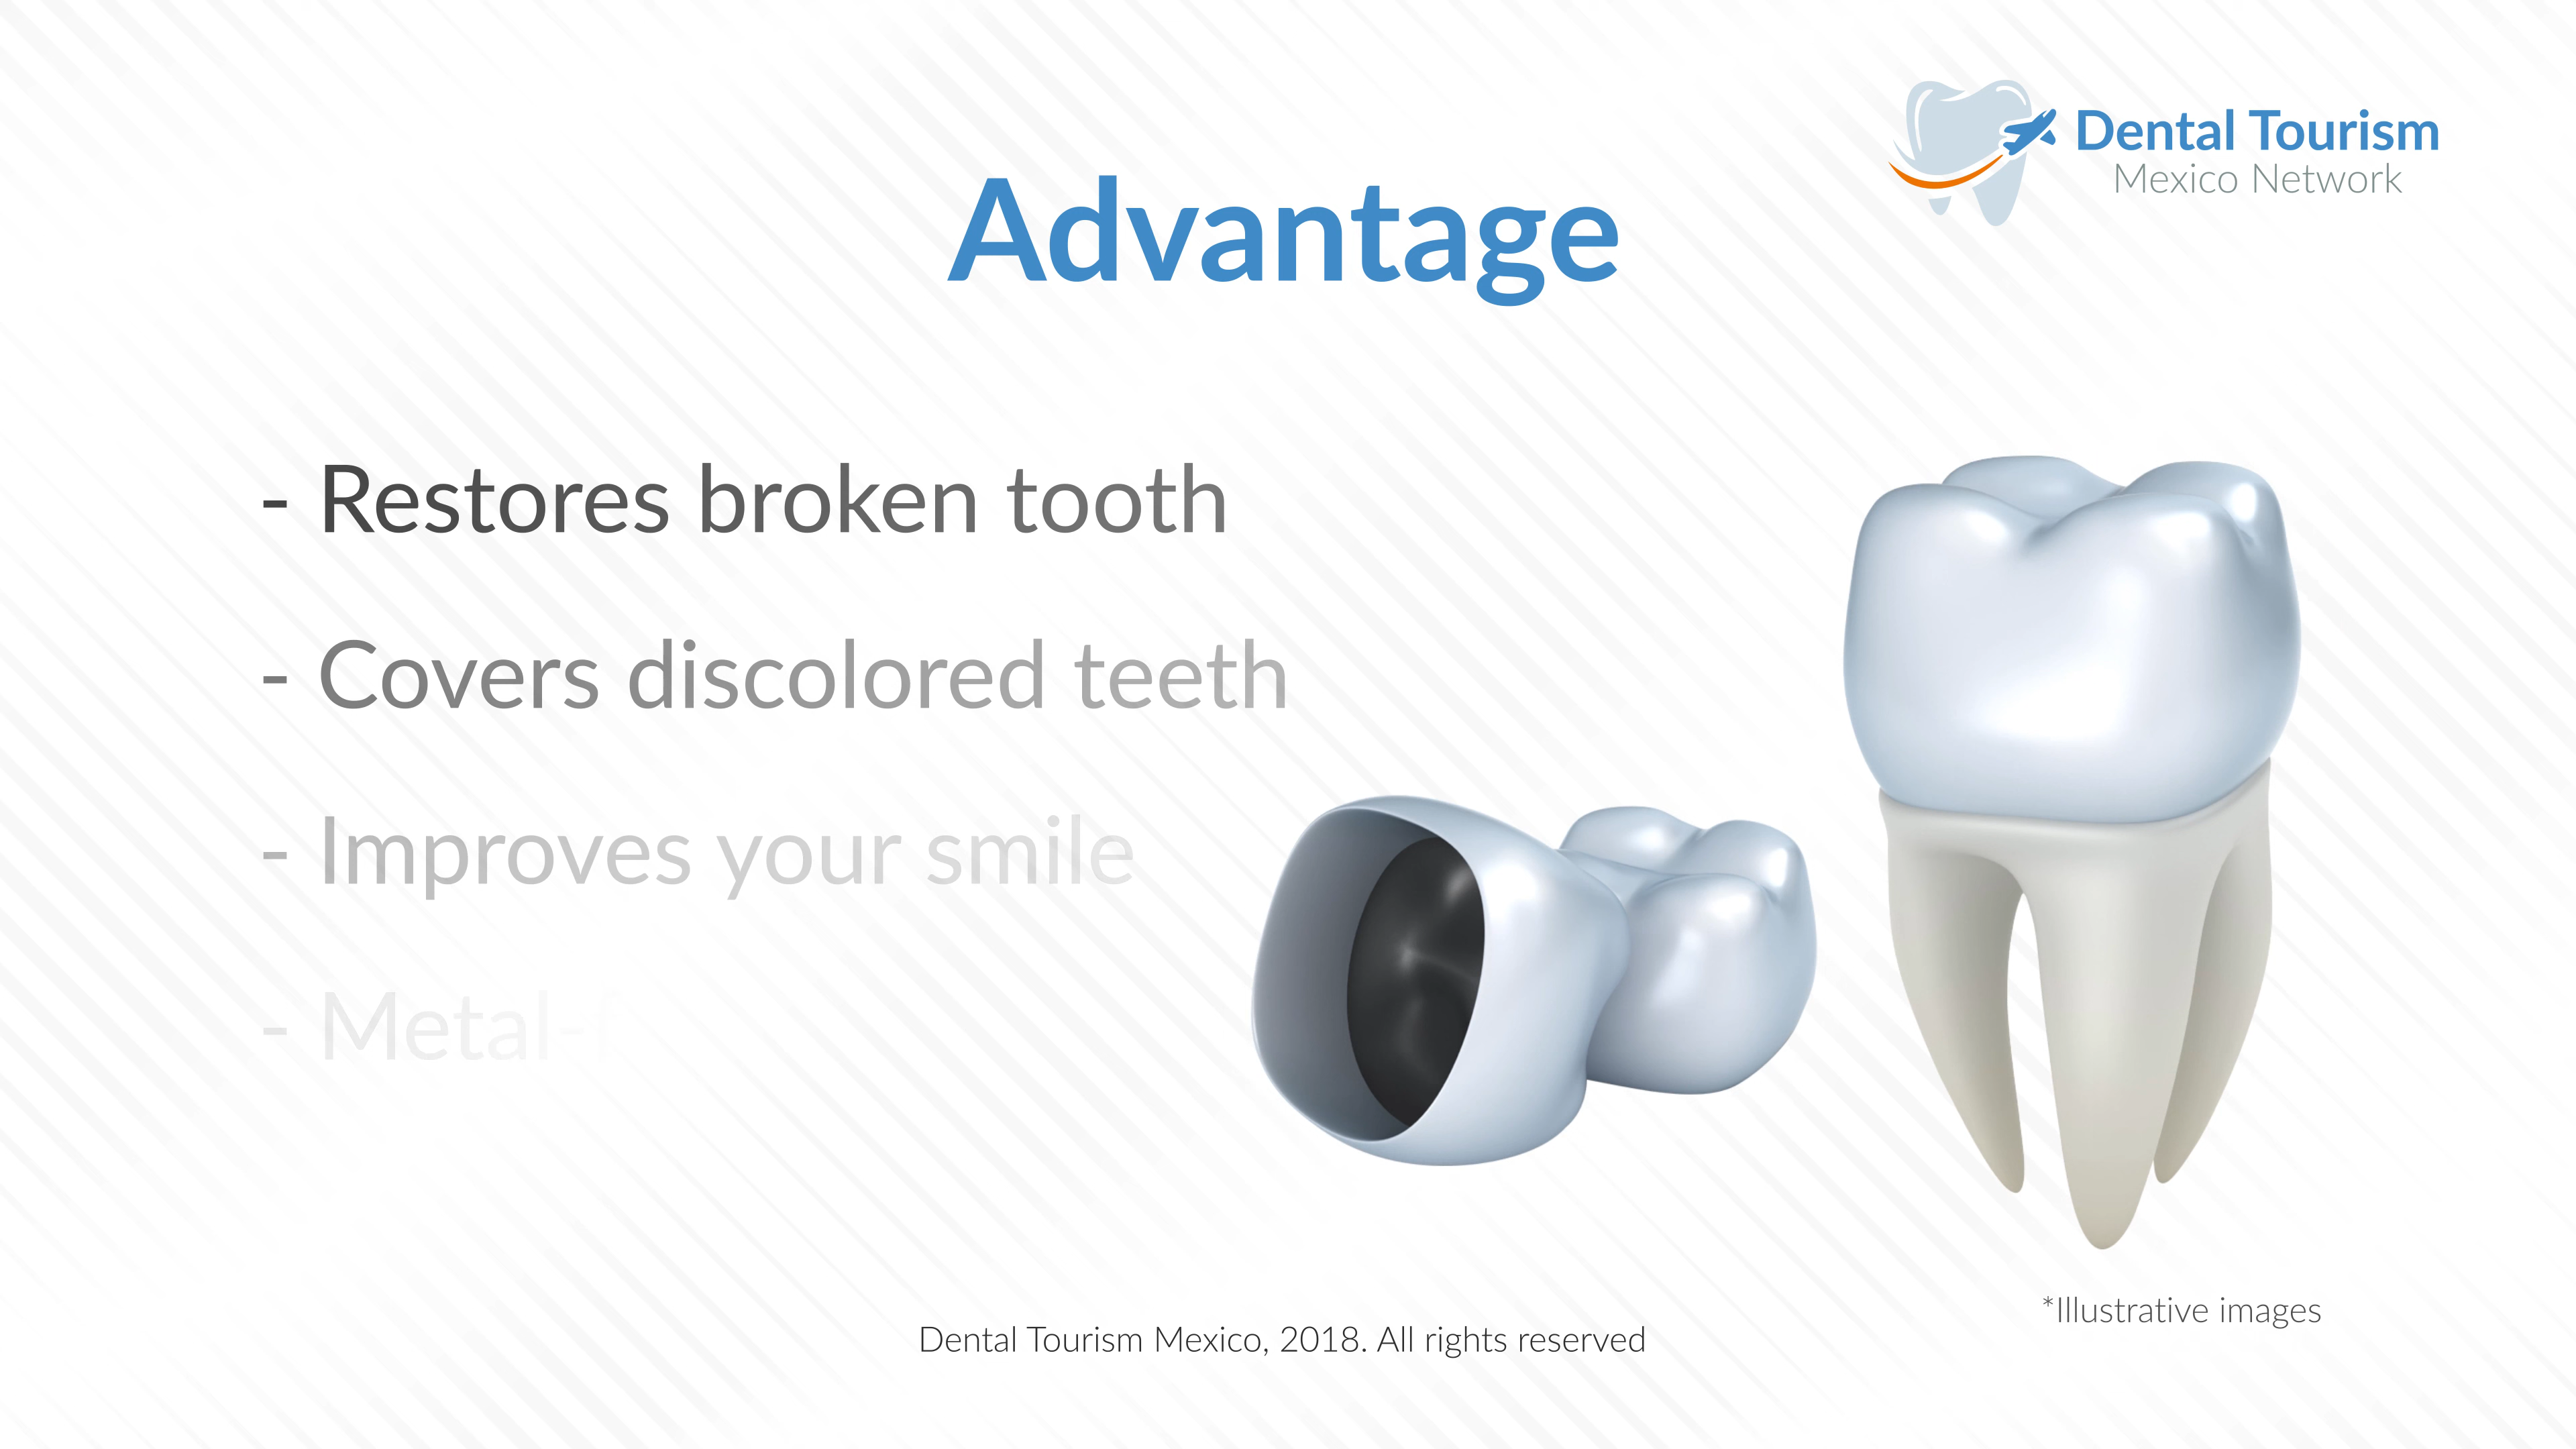 Dental Tourism
Mexico Network
Advantage
- Restores broken tooth
- Covers discolored teeth
- Improves your smile
- Metal-
*Illustrative images
Dental Tourism Mexico, 2018. All rights reserved